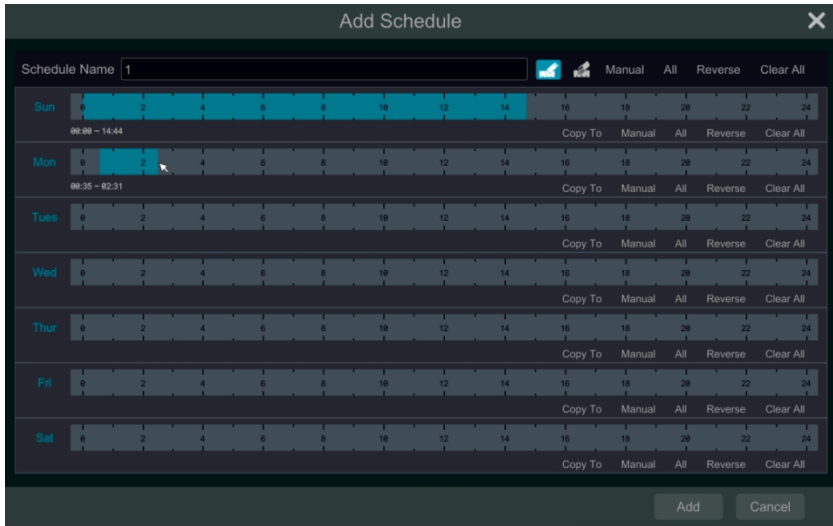 Add Schedule
Schedule Name 1 Manual All Reverse Clear All
Sun 0 2 4 6 8 10 12 14 16 18 20 22 24
00:00 ~ 14:44 Copy To Manual All Reverse Clear All
Mon 0 2 4 6 8 10 12 14 16 18 20 22 24
00:35 ~ 02:31 Copy To Manual All Reverse Clear All
Tues 0 2 4 6 8 10 12 14 16 18 20 22 24
Copy To Manual All Reverse Clear All
Wed 0 2 4 6 8 10 12 14 16 18 20 22 24
Copy To Manual All Reverse Clear All
Thur 0 2 4 6 8 10 12 14 16 18 20 22 24
Copy To Manual All Reverse Clear All
Fri 0 2 4 6 8 10 12 14 16 18 20 22 24
Copy To Manual All Reverse Clear All
Sat 0 2 4 6 8 10 12 14 16 18 20 22 24
Copy To Manual All Reverse Clear All
Add Cancel